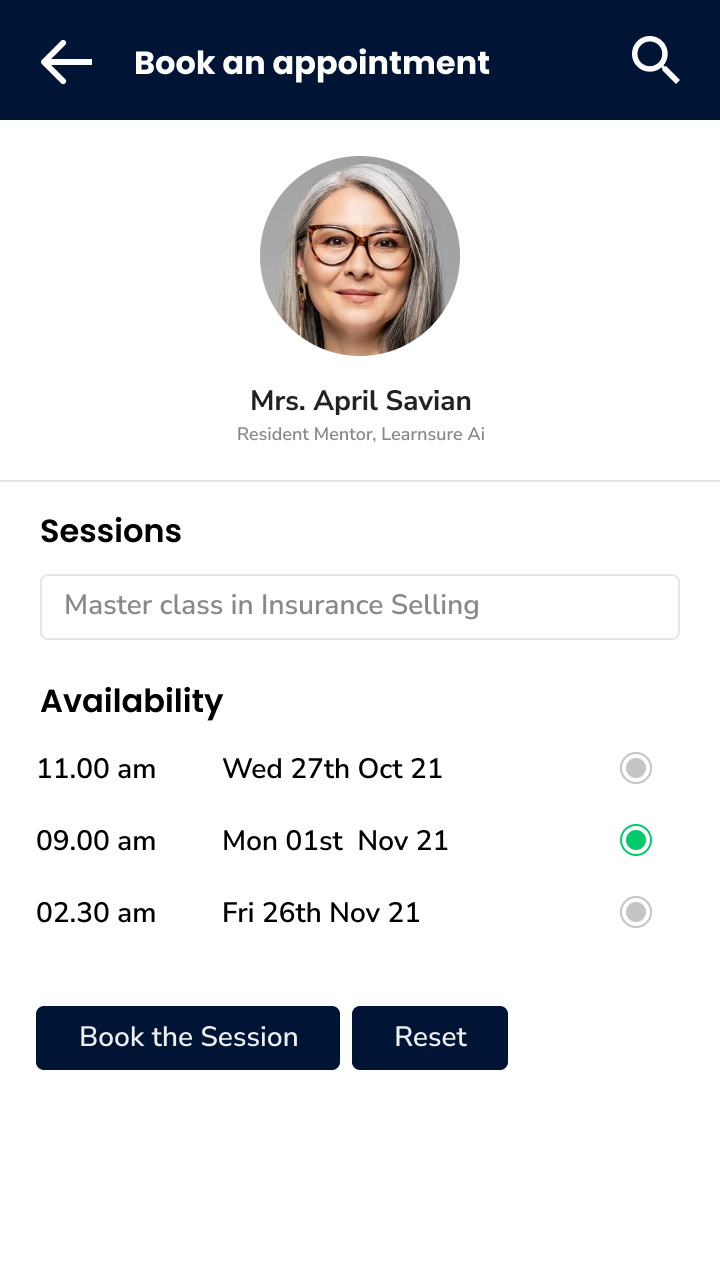 Book an appointment
Mrs. April Savian
Resident Mentor, Learnsure Ai
Sessions
Master class in Insurance Selling
Availability
11.00 am Wed 27th Oct 21
09.00 am Mon 01st Nov 21
02.30 am Fri 26th Nov 21
Book the Session Reset